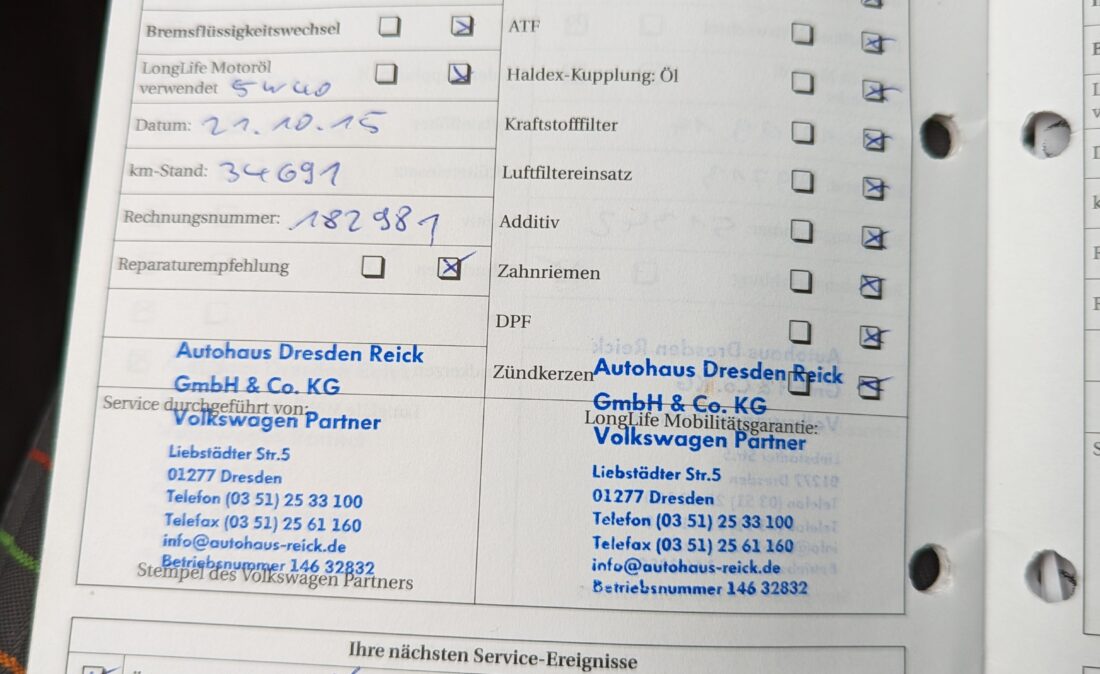 Bremsflüssigkeitswechsel
LongLife Motoröl
verwendet 5W40
Datum: 21.10.15
km-Stand: 34691
Rechnungsnummer: 182981
Reparaturempfehlung
Autohaus Dresden Reick
GmbH & Co. KG
Service durchgeführt von:
Volkswagen Partner
Liebstädter Str.5
01277 Dresden
Telefon (03 51) 25 33 100
Telefax (03 51) 25 61 160
info@autohaus-reick.de
Betriebsnummer 146 32832
Stempel des Volkswagen Partners
ATF
Haldex-Kupplung: Öl
Kraftstofffilter
Luftfiltereinsatz
Additiv
Zahnriemen
DPF
Zündkerzen
Autohaus Dresden Reick
GmbH & Co. KG
LongLife Mobilitätsgarantie:
Volkswagen Partner
Liebstädter Str.5
01277 Dresden
Telefon (03 51) 25 33 100
Telefax (03 51) 25 61 160
info@autohaus-reick.de
Betriebsnummer 146 32832
Ihre nächsten Service-Ereignisse